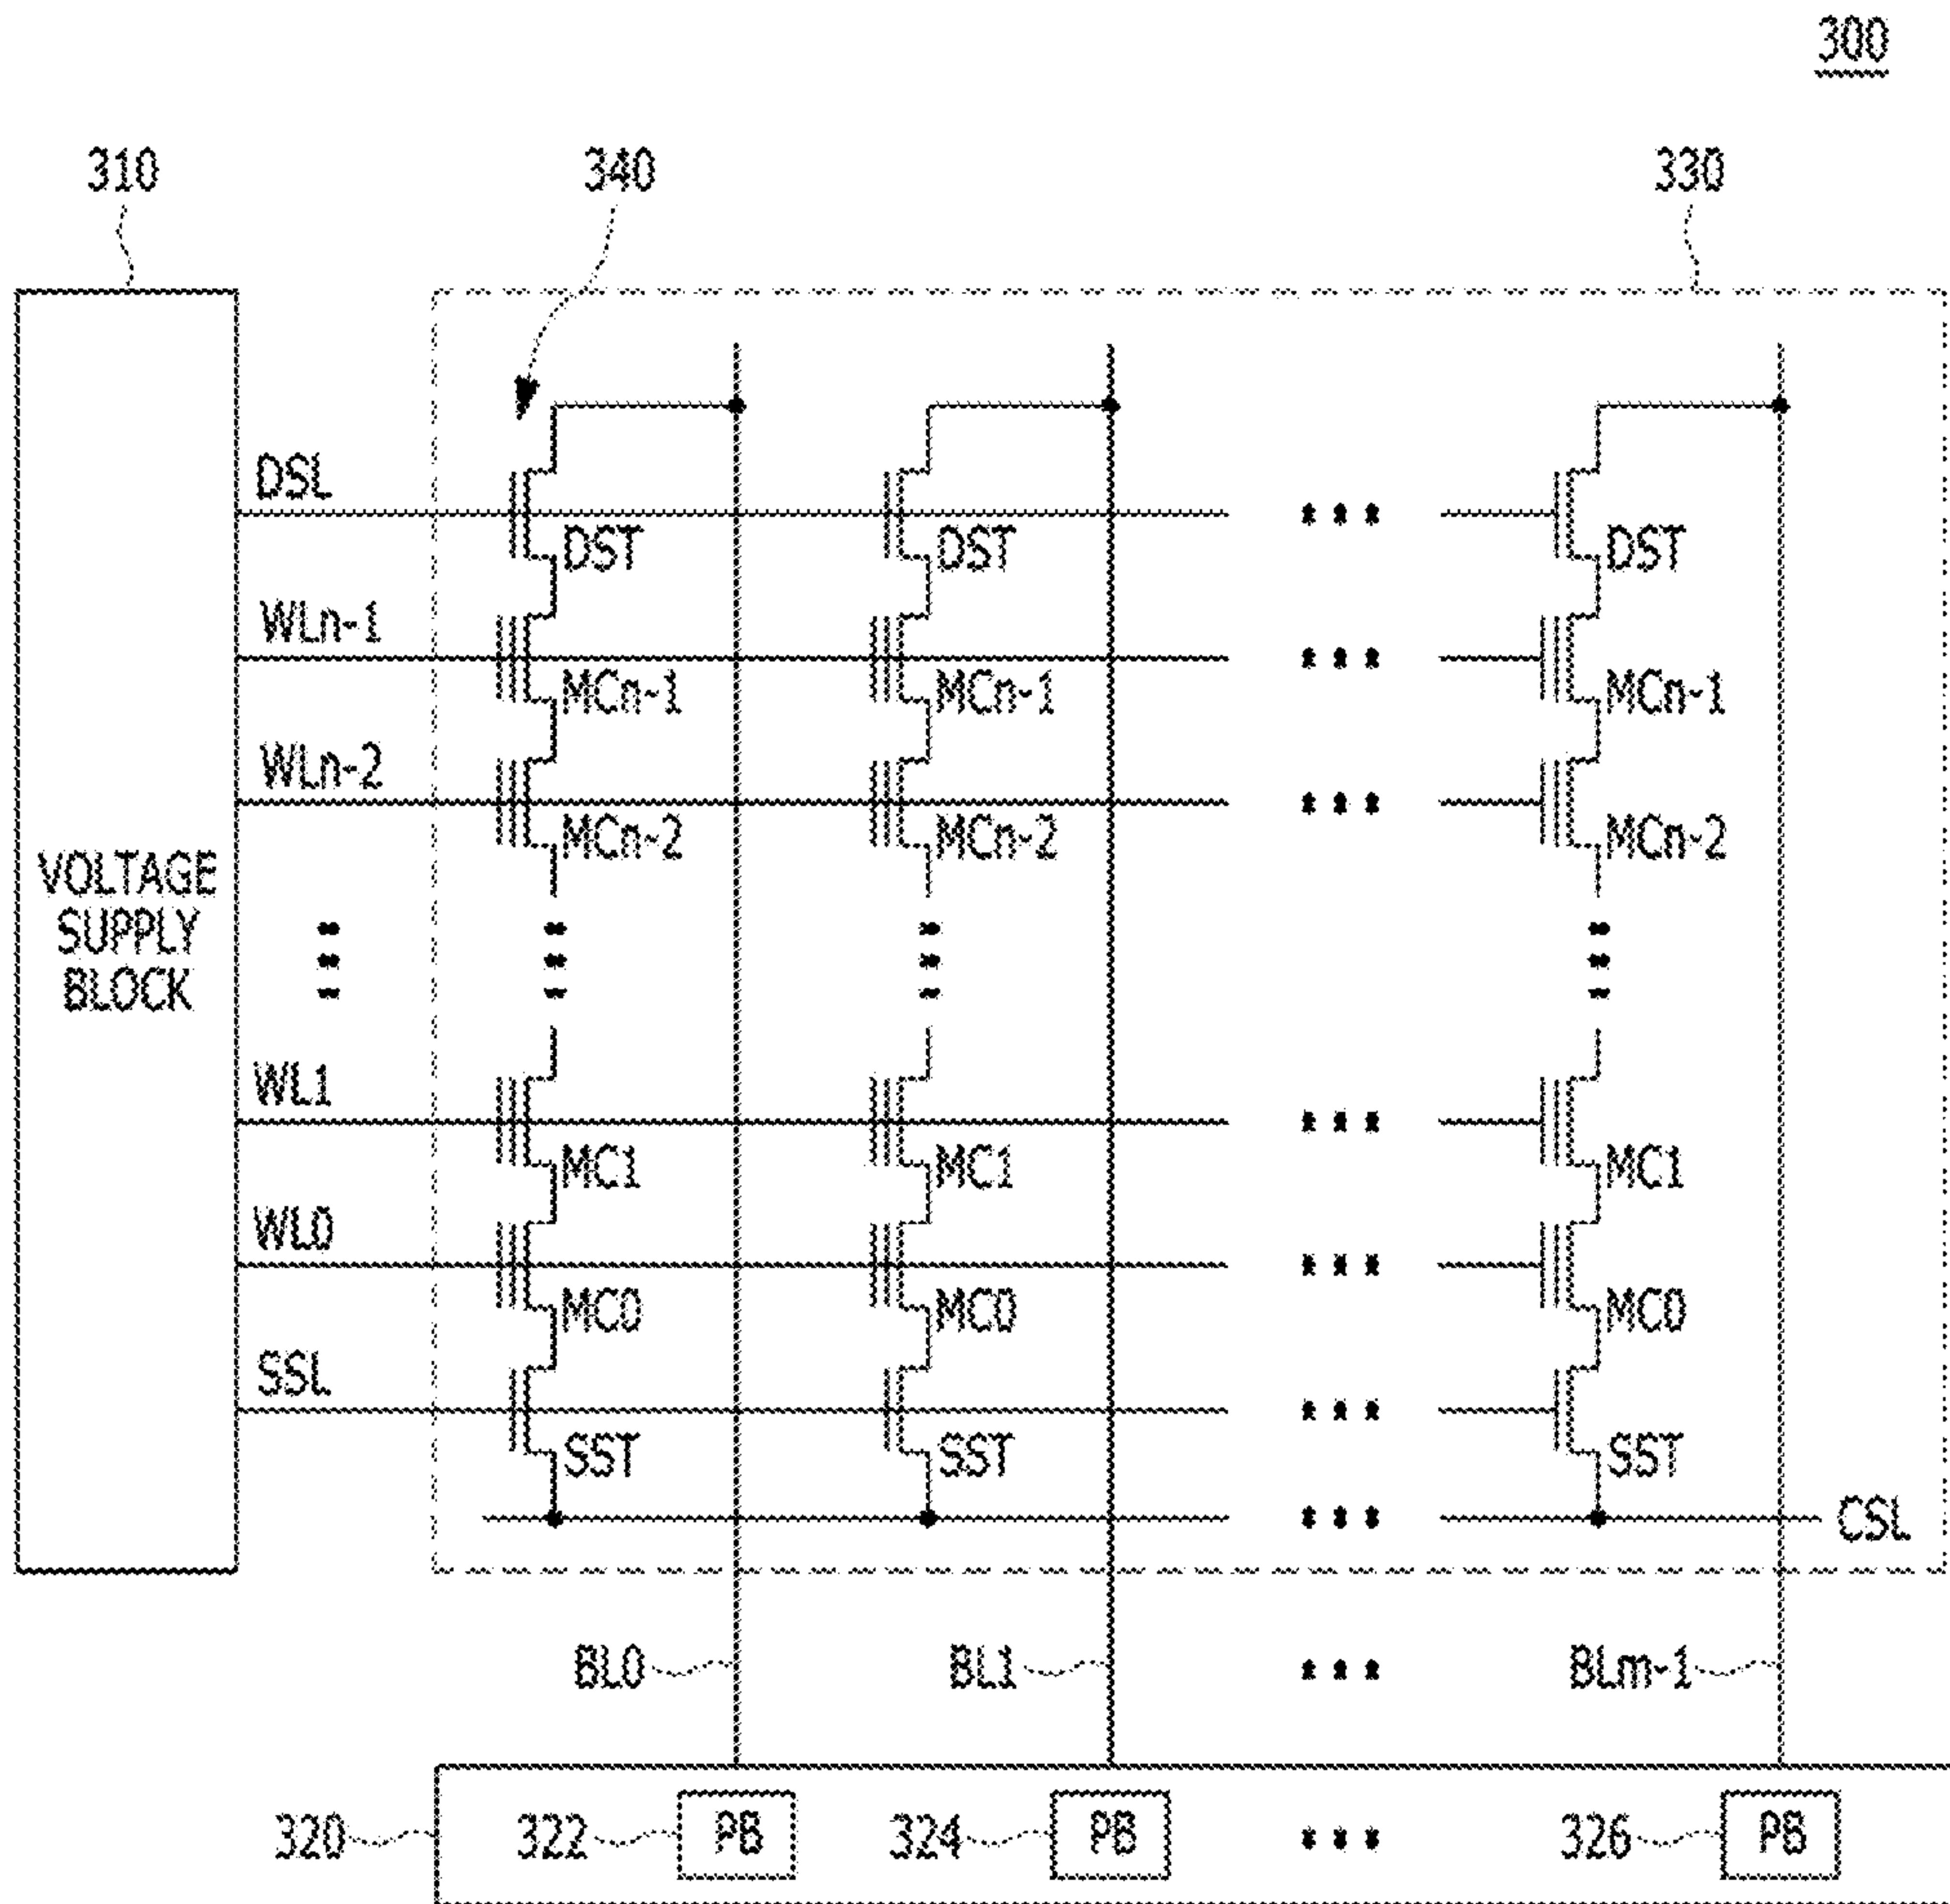 300
310 340 330
DSL
DST DST DST
WLn-1
MCn-1 MCn-1 MCn-1
WLn-2
MCn-2 MCn-2 MCn-2
VOLTAGE
SUPPLY
BLOCK
WL1
MC1 MC1 MC1
WL0
MC0 MC0 MC0
SSL
SST SST SST
CSL
BL0 BL1 BLm-1
320 322 PB 324 PB 326 PB